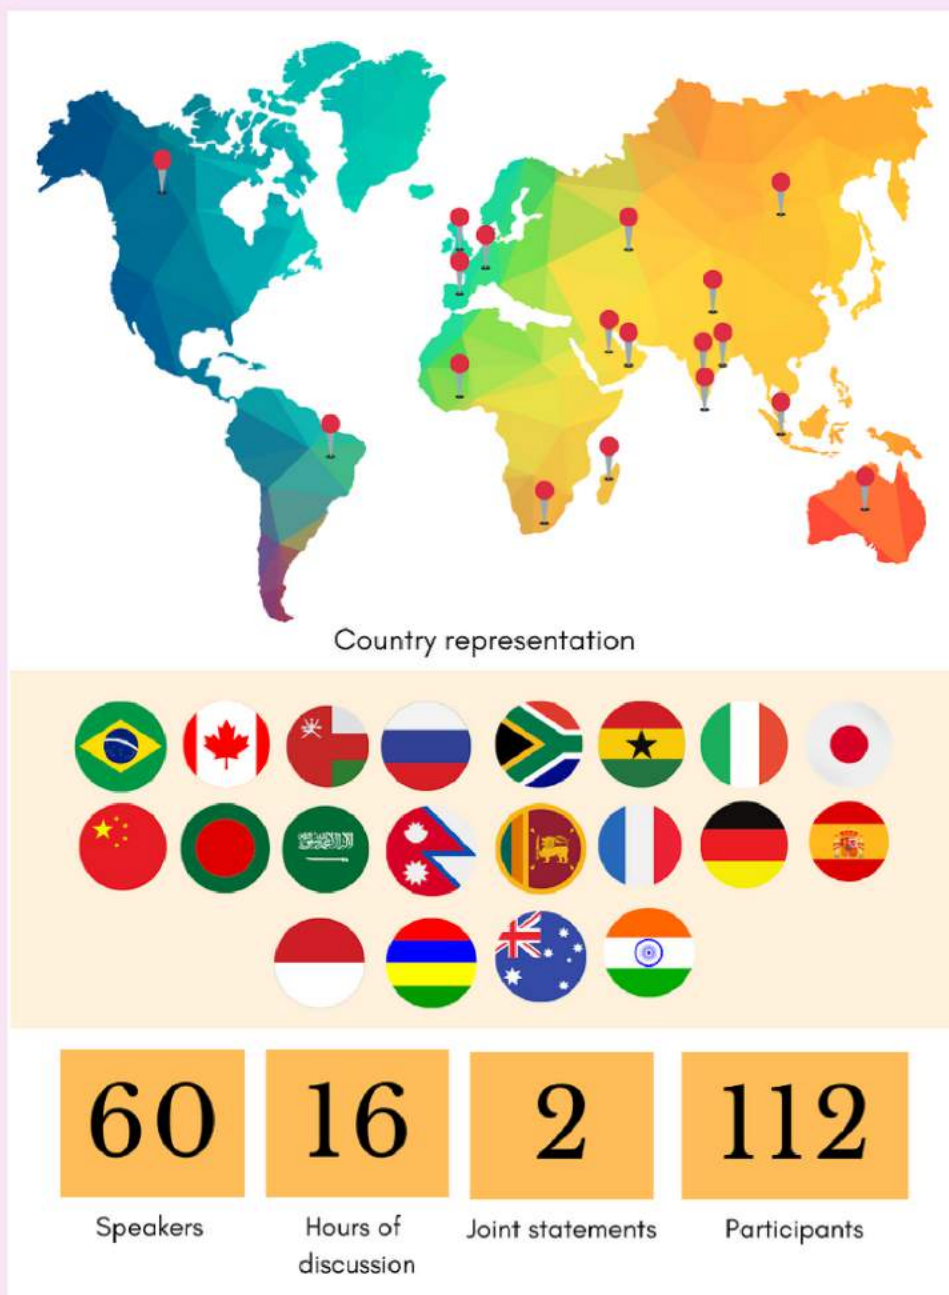 Country representation
60
16
2
112
Speakers
Hours of
discussion
Joint statements
Participants